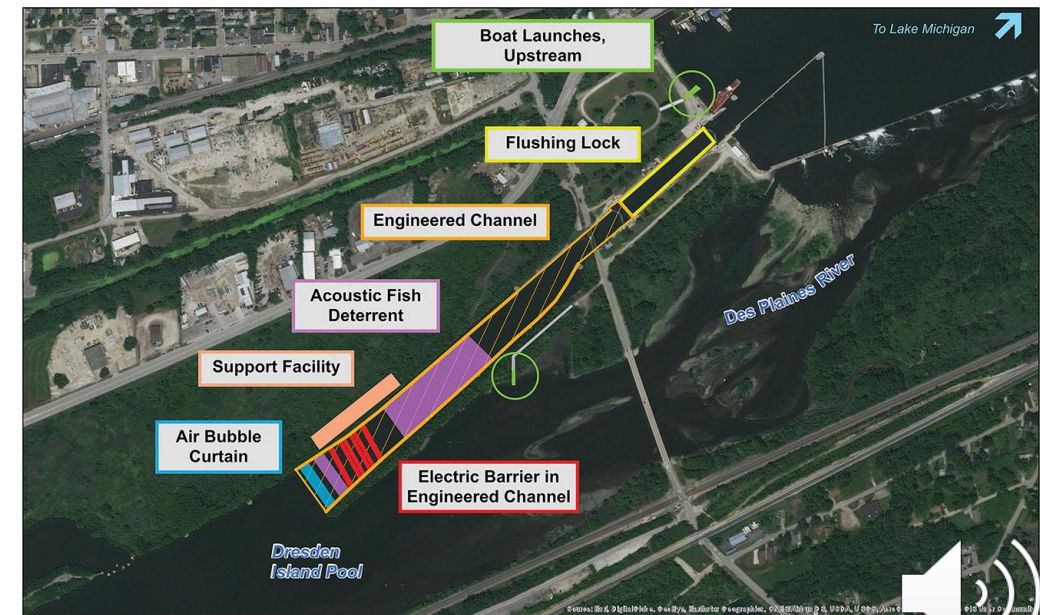 To Lake Michigan
Boat Launches,
Upstream
Flushing Lock
Engineered Channel
Des Plaines River
Acoustic Fish
Deterrent
Support Facility
Air Bubble
Curtain
Electric Barrier in
Engineered Channel
Dresden
Island Pool